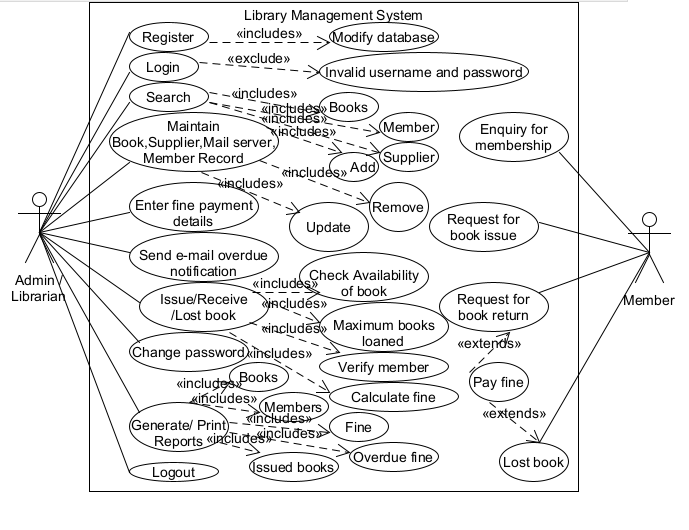 Library Management System
Register
«includes»
Modify database
Login
«exclude»
Invalid username and password
Search
«includes»
Books
«includes»
«includes»
Member
«includes»
Supplier
Maintain
Book,Supplier,Mail server,
Member Record
Add
«includes»
Remove
«includes»
Update
Enquiry for
membership
Enter fine payment
details
Request for
book issue
Send e-mail overdue
notification
Admin /
Librarian
Member
Issue/Receive
/Lost book
«includes»
Check Availability
of book
«includes»
Maximum books
loaned
«includes»
Verify member
«includes»
Calculate fine
Request for
book return
«extends»
Pay fine
«extends»
Lost book
Change password
Generate/ Print
Reports
«includes»
Books
«includes»
Members
«includes»
Fine
«includes»
Overdue fine
«includes»
Issued books
Logout